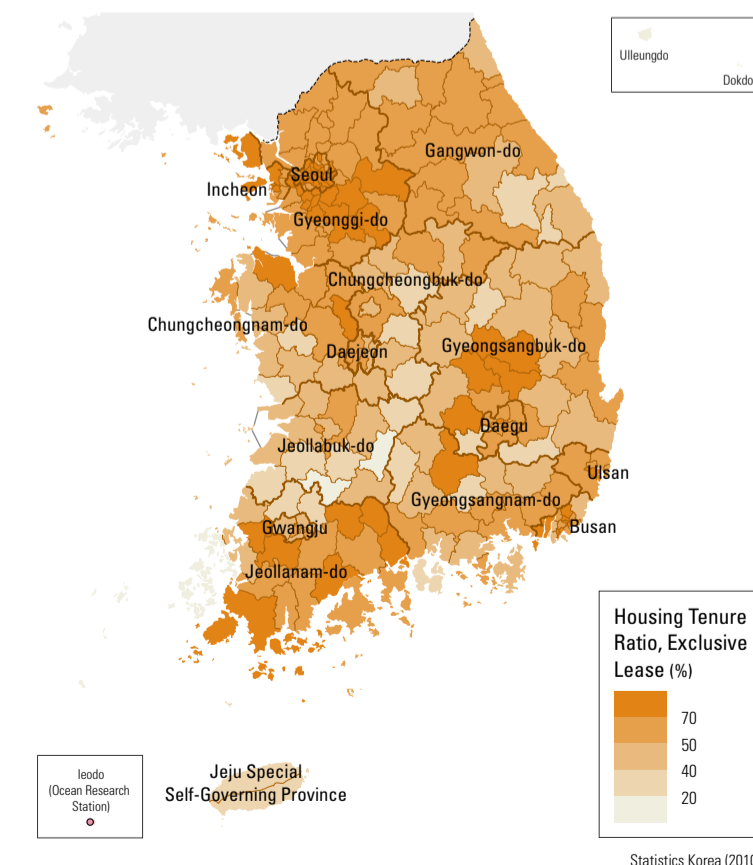 Ulleungdo
Dokdo
Gangwon-do
Seoul
Incheon
Gyeonggi-do
Chungcheongbuk-do
Chungcheongnam-do
Daejeon
Gyeongsangbuk-do
Daegu
Jeollabuk-do
Ulsan
Gyeongsangnam-do
Gwangju
Busan
Jeollanam-do
Housing Tenure
Ratio, Exclusive
Lease (%)
70
50
40
20
Jeju Special
Self-Governing Province
Ieodo
(Ocean Research
Station)
Statistics Korea (2010